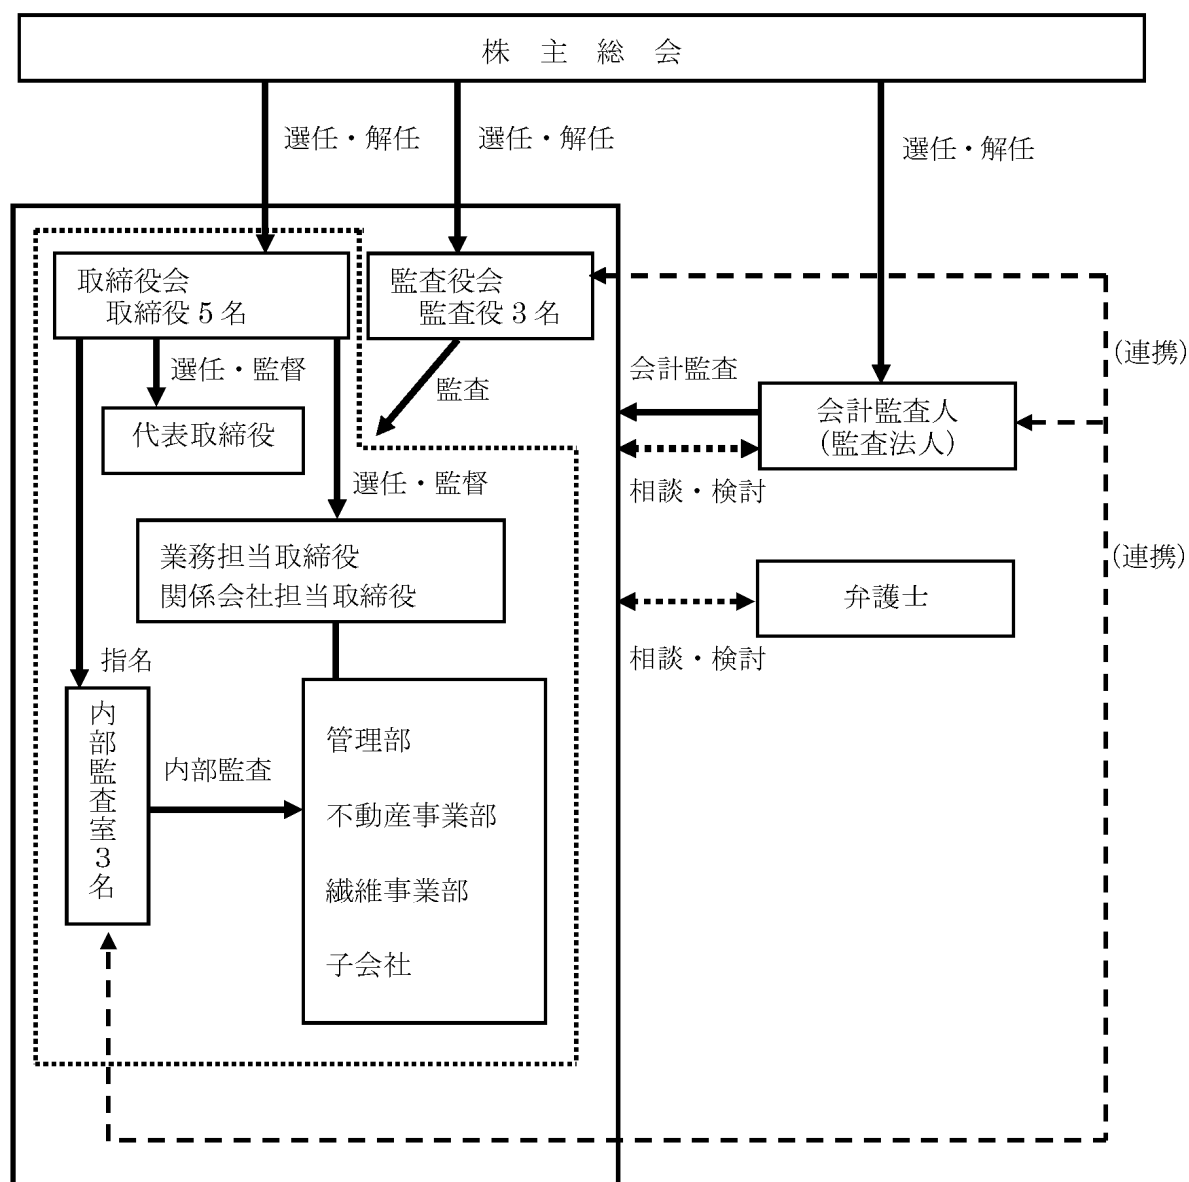 株 主 総 会
選任・解任
選任・解任
選任・解任
取締役会
取締役5名
監査役会
監査役3名
(連携)
選任・監督
監査
会計監査
会計監査人
(監査法人)
代表取締役
選任・監督
相談・検討
業務担当取締役
関係会社担当取締役
弁護士
(連携)
指名
相談・検討
内部監査室3名
内部監査
管理部
不動産事業部
繊維事業部
子会社